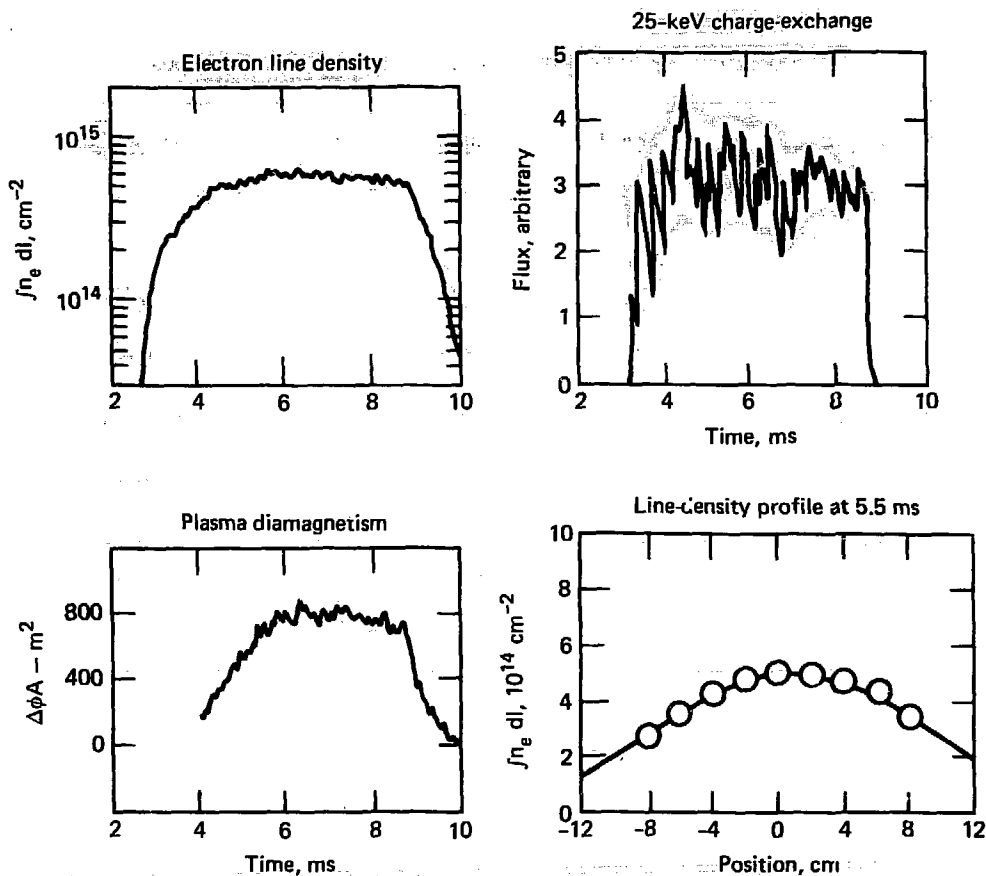 Electron line density
10^15
10^14
∫n_e dl, cm^-2
2 4 6 8 10
25-keV charge-exchange
5
4
3
2
1
0
Flux, arbitrary
2 4 6 8 10
Time, ms
Plasma diamagnetism
800
400
0
ΔϕA – m^2
2 4 6 8 10
Time, ms
Line-density profile at 5.5 ms
10
8
6
4
2
0
∫n_e dl, 10^14 cm^-2
–12 –8 –4 0 4 8 12
Position, cm